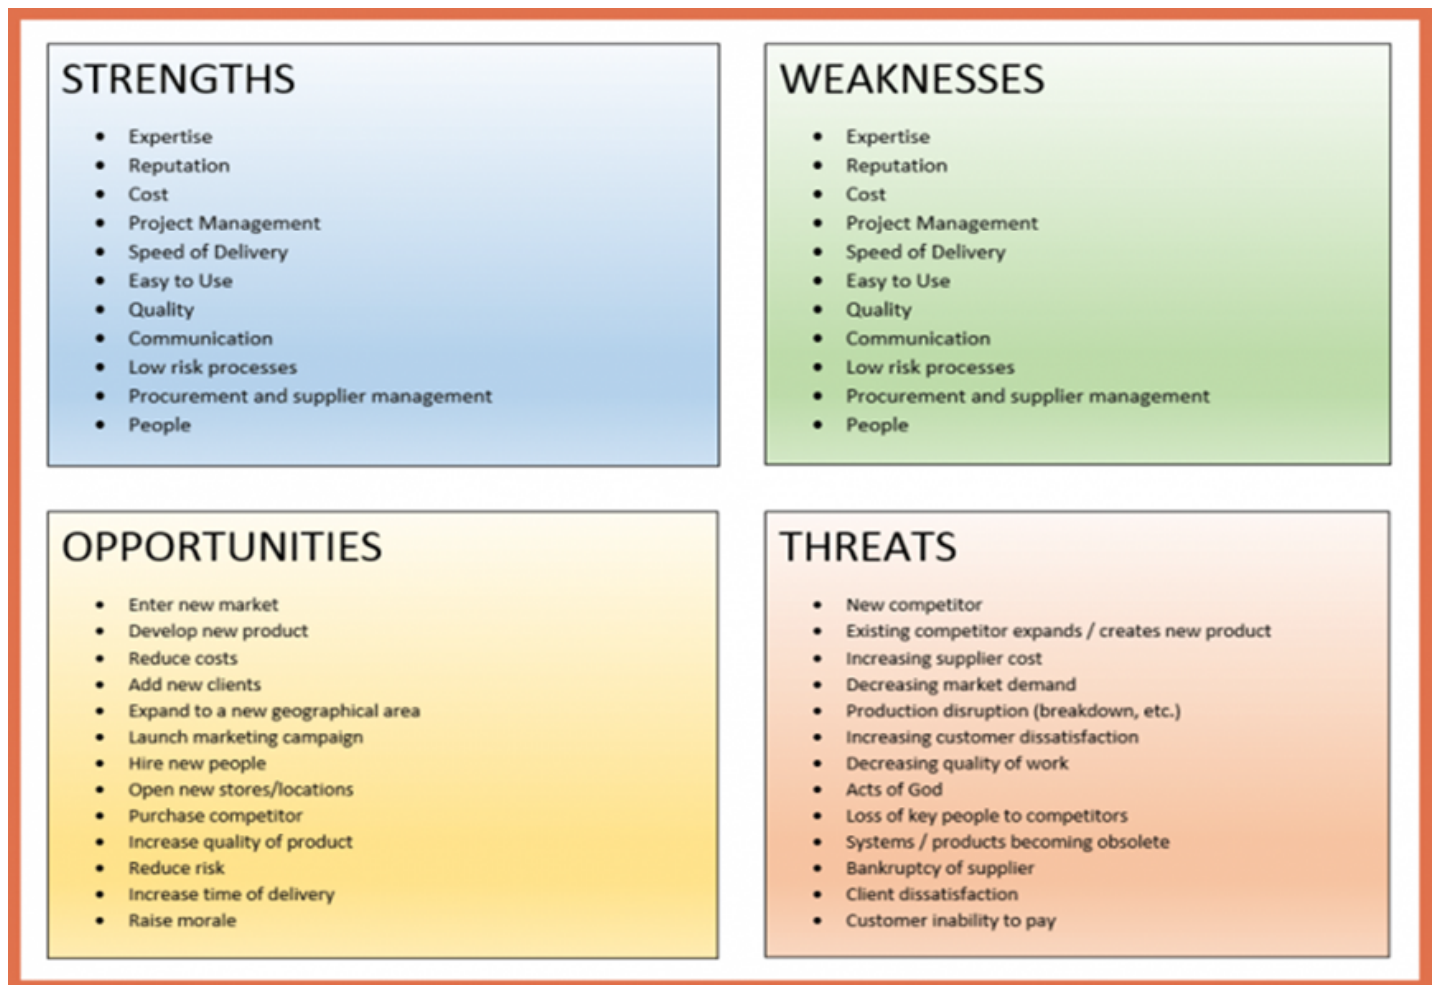 STRENGTHS
• Expertise
• Reputation
• Cost
• Project Management
• Speed of Delivery
• Easy to Use
• Quality
• Communication
• Low risk processes
• Procurement and supplier management
• People
WEAKNESSES
• Expertise
• Reputation
• Cost
• Project Management
• Speed of Delivery
• Easy to Use
• Quality
• Communication
• Low risk processes
• Procurement and supplier management
• People
OPPORTUNITIES
• Enter new market
• Develop new product
• Reduce costs
• Add new clients
• Expand to a new geographical area
• Launch marketing campaign
• Hire new people
• Open new stores/locations
• Purchase competitor
• Increase quality of product
• Reduce risk
• Increase time of delivery
• Raise morale
THREATS
• New competitor
• Existing competitor expands / creates new product
• Increasing supplier cost
• Decreasing market demand
• Production disruption (breakdown, etc.)
• Increasing customer dissatisfaction
• Decreasing quality of work
• Acts of God
• Loss of key people to competitors
• Systems / products becoming obsolete
• Bankruptcy of supplier
• Client dissatisfaction
• Customer inability to pay